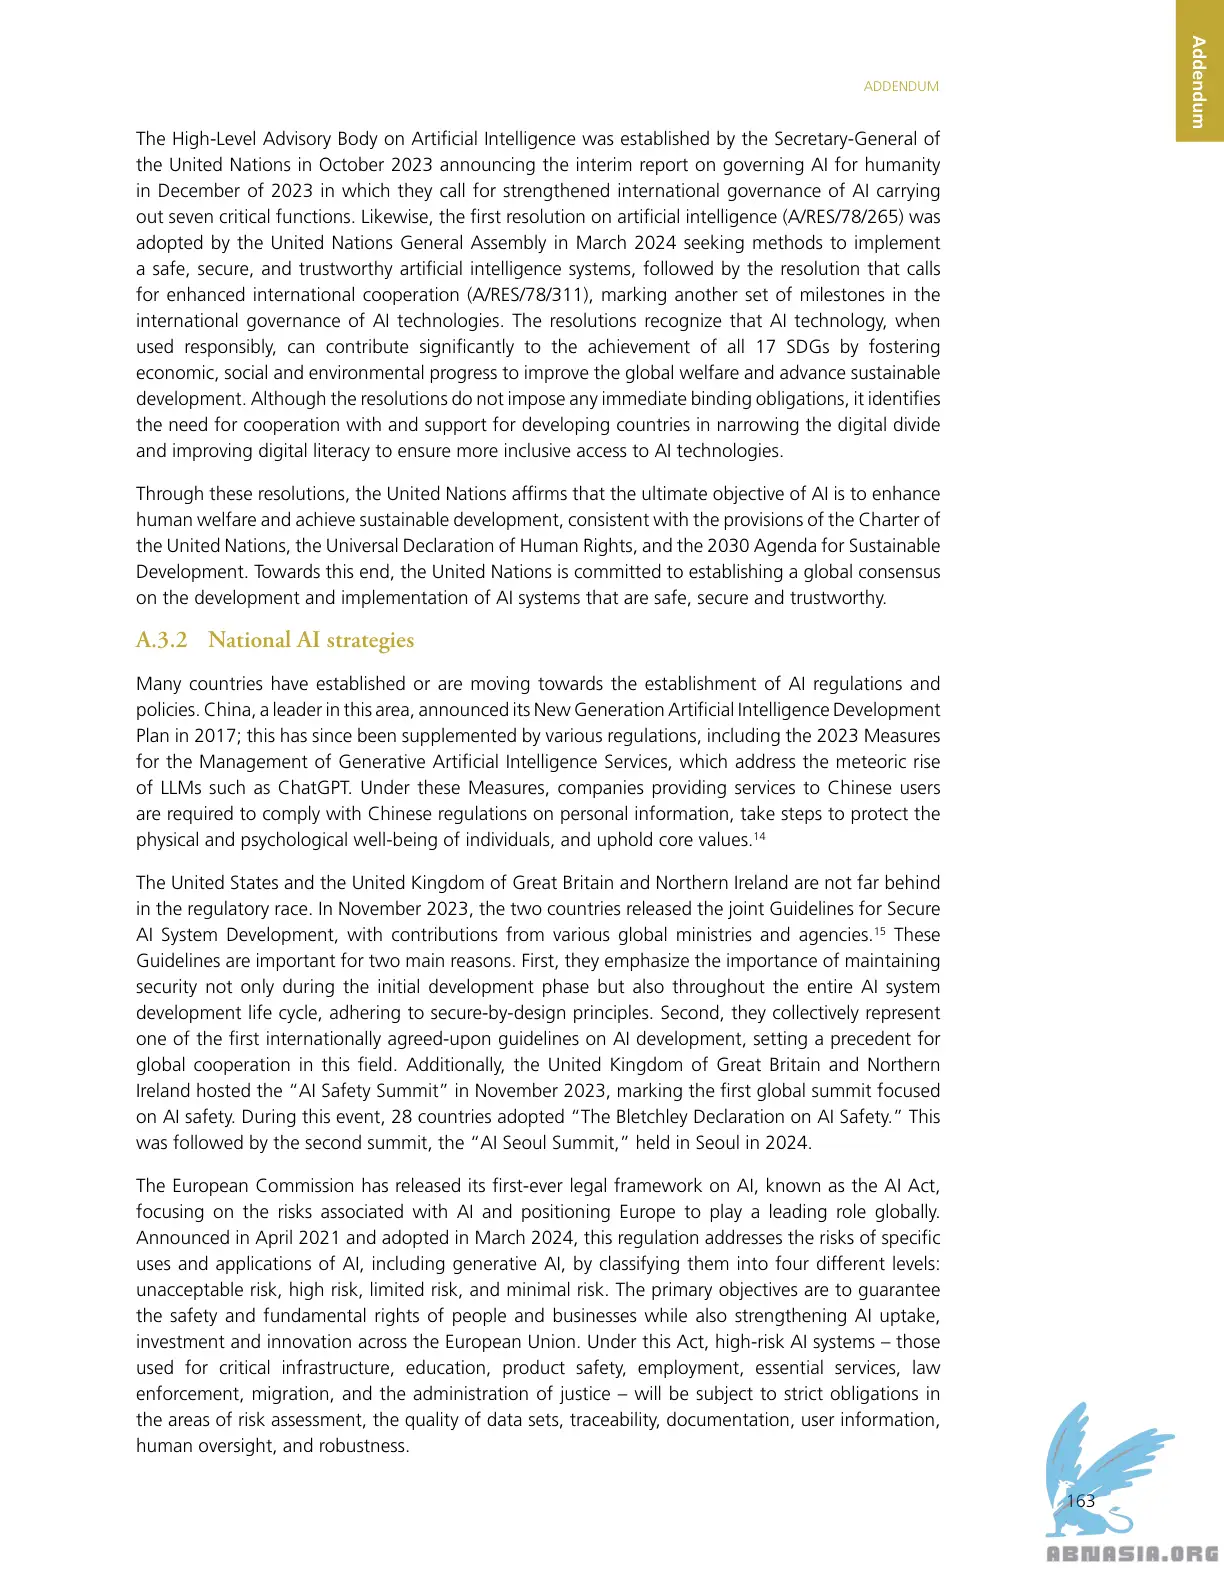 Addendum
ADDENDUM
The High-Level Advisory Body on Artificial Intelligence was established by the Secretary-General of
the United Nations in October 2023 announcing the interim report on governing AI for humanity
in December of 2023 in which they call for strengthened international governance of AI carrying
out seven critical functions. Likewise, the first resolution on artificial intelligence (A/RES/78/265) was
adopted by the United Nations General Assembly in March 2024 seeking methods to implement
a safe, secure, and trustworthy artificial intelligence systems, followed by the resolution that calls
for enhanced international cooperation (A/RES/78/311), marking another set of milestones in the
international governance of AI technologies. The resolutions recognize that AI technology, when
used responsibly, can contribute significantly to the achievement of all 17 SDGs by fostering
economic, social and environmental progress to improve the global welfare and advance sustainable
development. Although the resolutions do not impose any immediate binding obligations, it identifies
the need for cooperation with and support for developing countries in narrowing the digital divide
and improving digital literacy to ensure more inclusive access to AI technologies.
Through these resolutions, the United Nations affirms that the ultimate objective of AI is to enhance
human welfare and achieve sustainable development, consistent with the provisions of the Charter of
the United Nations, the Universal Declaration of Human Rights, and the 2030 Agenda for Sustainable
Development. Towards this end, the United Nations is committed to establishing a global consensus
on the development and implementation of AI systems that are safe, secure and trustworthy.
A.3.2 National AI strategies
Many countries have established or are moving towards the establishment of AI regulations and
policies. China, a leader in this area, announced its New Generation Artificial Intelligence Development
Plan in 2017; this has since been supplemented by various regulations, including the 2023 Measures
for the Management of Generative Artificial Intelligence Services, which address the meteoric rise
of LLMs such as ChatGPT. Under these Measures, companies providing services to Chinese users
are required to comply with Chinese regulations on personal information, take steps to protect the
physical and psychological well-being of individuals, and uphold core values.14
The United States and the United Kingdom of Great Britain and Northern Ireland are not far behind
in the regulatory race. In November 2023, the two countries released the joint Guidelines for Secure
AI System Development, with contributions from various global ministries and agencies.15 These
Guidelines are important for two main reasons. First, they emphasize the importance of maintaining
security not only during the initial development phase but also throughout the entire AI system
development life cycle, adhering to secure-by-design principles. Second, they collectively represent
one of the first internationally agreed-upon guidelines on AI development, setting a precedent for
global cooperation in this field. Additionally, the United Kingdom of Great Britain and Northern
Ireland hosted the “AI Safety Summit” in November 2023, marking the first global summit focused
on AI safety. During this event, 28 countries adopted “The Bletchley Declaration on AI Safety.” This
was followed by the second summit, the “AI Seoul Summit,” held in Seoul in 2024.
The European Commission has released its first-ever legal framework on AI, known as the AI Act,
focusing on the risks associated with AI and positioning Europe to play a leading role globally.
Announced in April 2021 and adopted in March 2024, this regulation addresses the risks of specific
uses and applications of AI, including generative AI, by classifying them into four different levels:
unacceptable risk, high risk, limited risk, and minimal risk. The primary objectives are to guarantee
the safety and fundamental rights of people and businesses while also strengthening AI uptake,
investment and innovation across the European Union. Under this Act, high-risk AI systems – those
used for critical infrastructure, education, product safety, employment, essential services, law
enforcement, migration, and the administration of justice – will be subject to strict obligations in
the areas of risk assessment, the quality of data sets, traceability, documentation, user information,
human oversight, and robustness.
163
ABNASIA.ORG